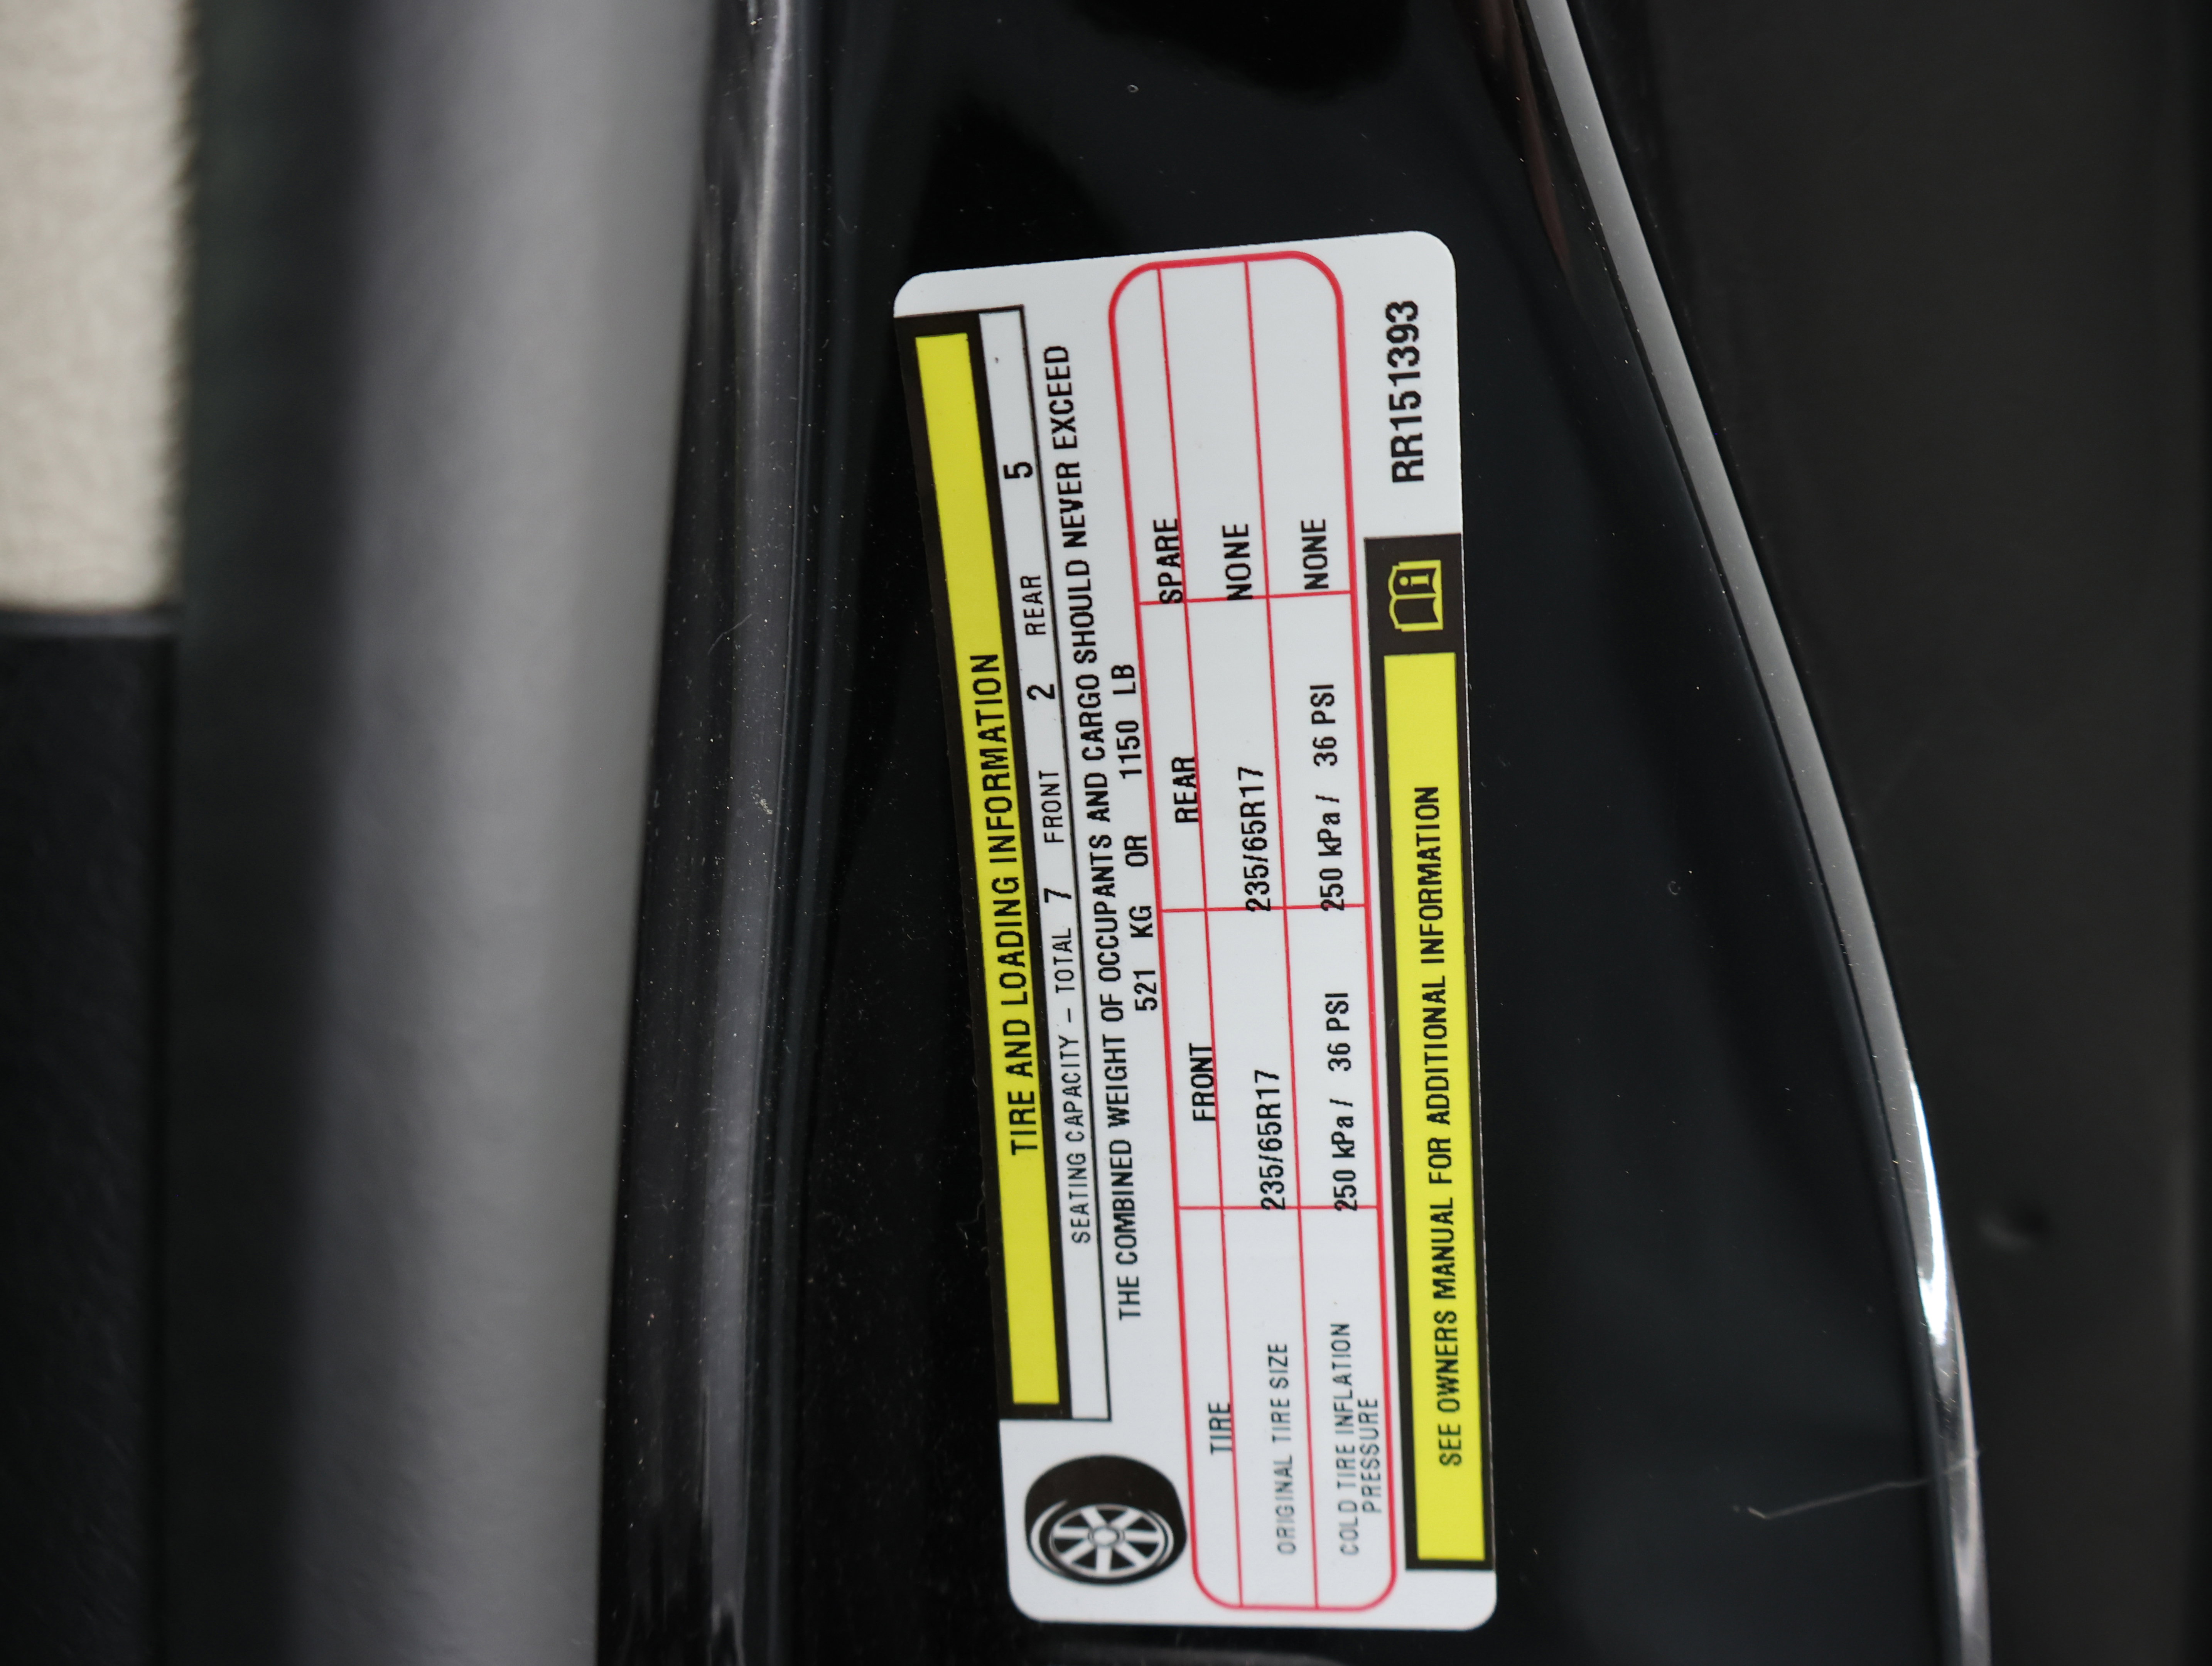 TIRE AND LOADING INFORMATION
SEATING CAPACITY – TOTAL 7 FRONT 2 REAR 5
THE COMBINED WEIGHT OF OCCUPANTS AND CARGO SHOULD NEVER EXCEED
521 KG OR 1150 LB
TIRE FRONT REAR SPARE
ORIGINAL TIRE SIZE 235/65R17 235/65R17 NONE
COLD TIRE INFLATION
PRESSURE 250 kPa / 36 PSI 250 kPa / 36 PSI NONE
SEE OWNERS MANUAL FOR ADDITIONAL INFORMATION
RR151393